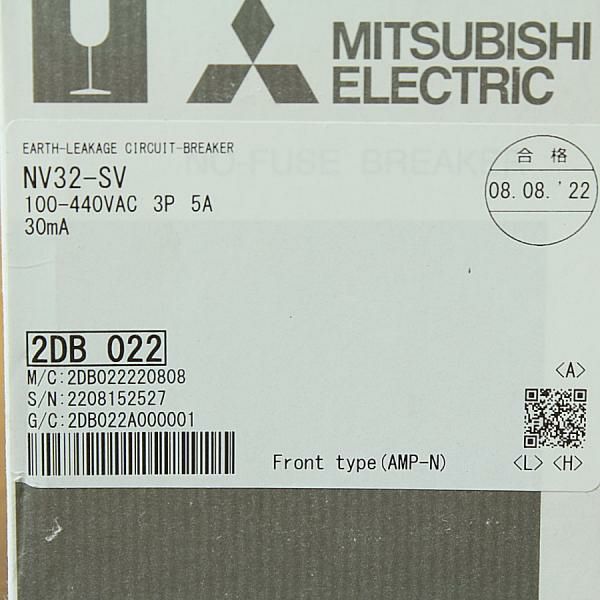 MITSUBISHI
ELECTRIC
EARTH-LEAKAGE CIRCUIT-BREAKER
NO-FUSE BREAKER
NV32-SV
100-440VAC 3P 5A
30mA
合格
08.08.'22
2DB 022
M/C:2DB022220808
S/N:2208152527
G/C:2DB022A000001
Front type(AMP-N)
<A>
<L> <H>